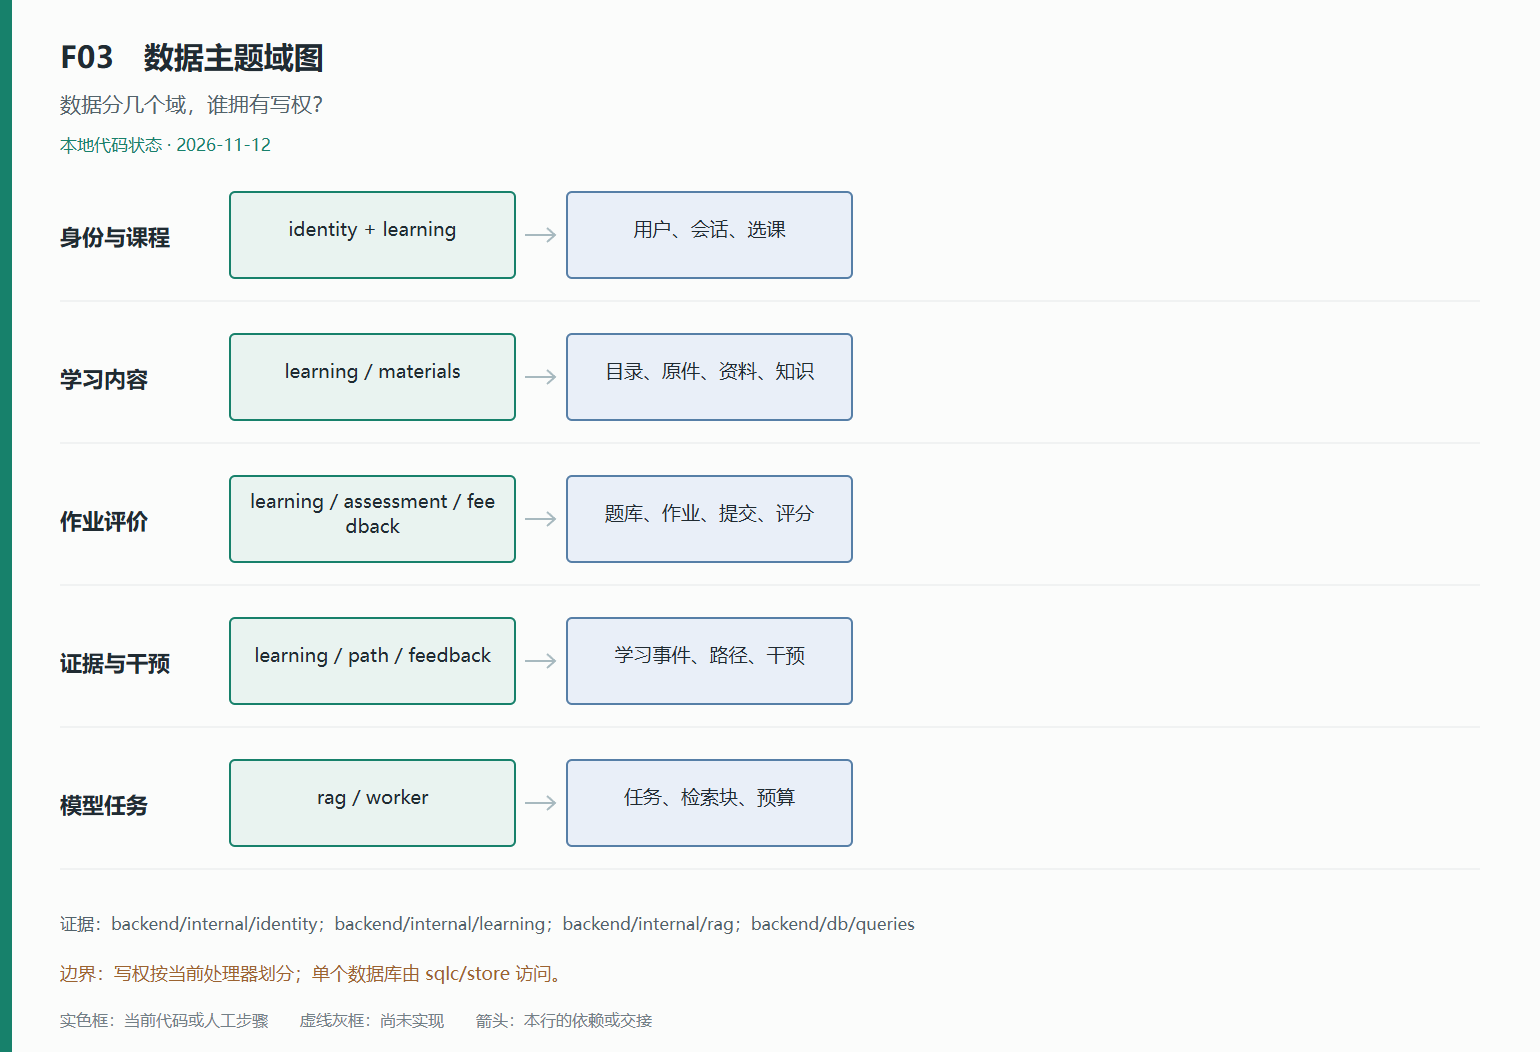 F03 数据主题域图
数据分几个域，谁拥有写权？
本地代码状态 · 2026-11-12
身份与课程
identity + learning
用户、会话、选课
学习内容
learning / materials
目录、原件、资料、知识
作业评价
learning / assessment / fee
dback
题库、作业、提交、评分
证据与干预
learning / path / feedback
学习事件、路径、干预
模型任务
rag / worker
任务、检索块、预算
证据：backend/internal/identity；backend/internal/learning；backend/internal/rag；backend/db/queries
边界：写权按当前处理器划分；单个数据库由 sqlc/store 访问。
实色框：当前代码或人工步骤 虚线灰框：尚未实现 箭头：本行的依赖或交接